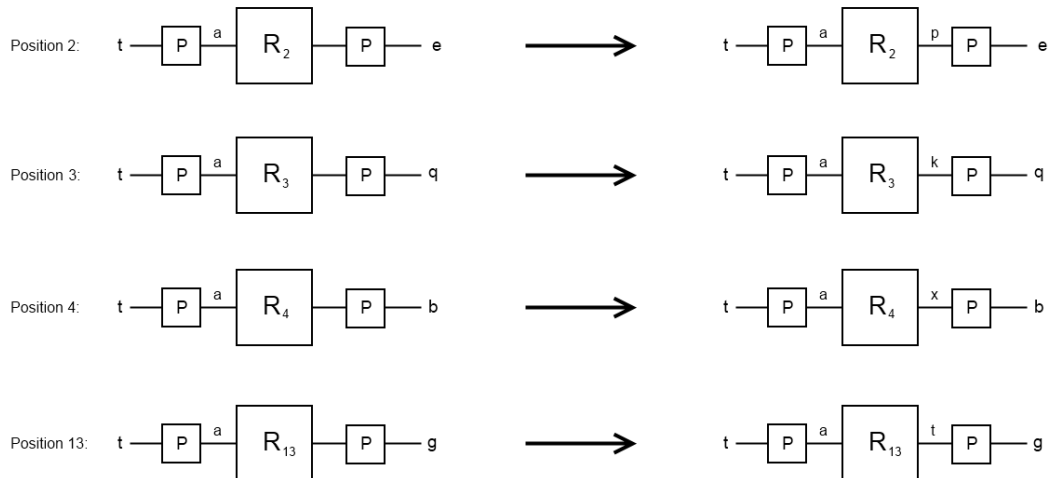 Position 2: t P a R₂ P e t P a R₂ p P e
Position 3: t P a R₃ P q t P a R₃ k P q
Position 4: t P a R₄ P b t P a R₄ x P b
Position 13: t P a R₁₃ P g t P a R₁₃ t P g